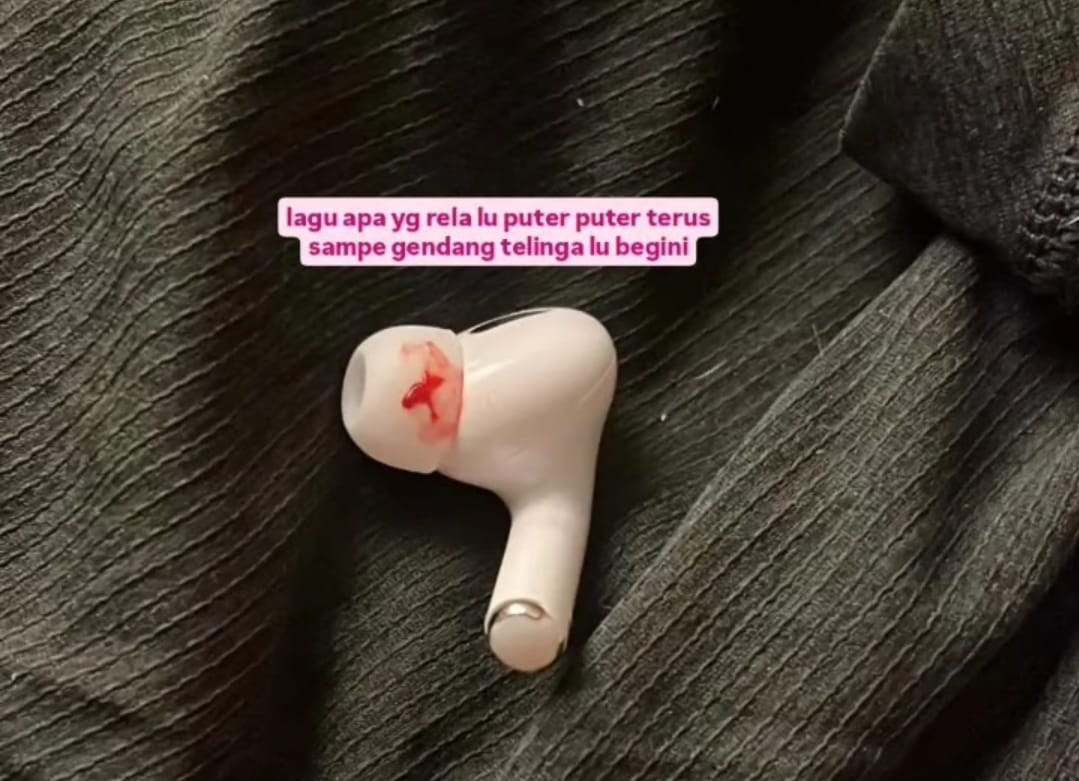 lagu apa yg rela lu puter puter terus
sampe gendang telinga lu begini